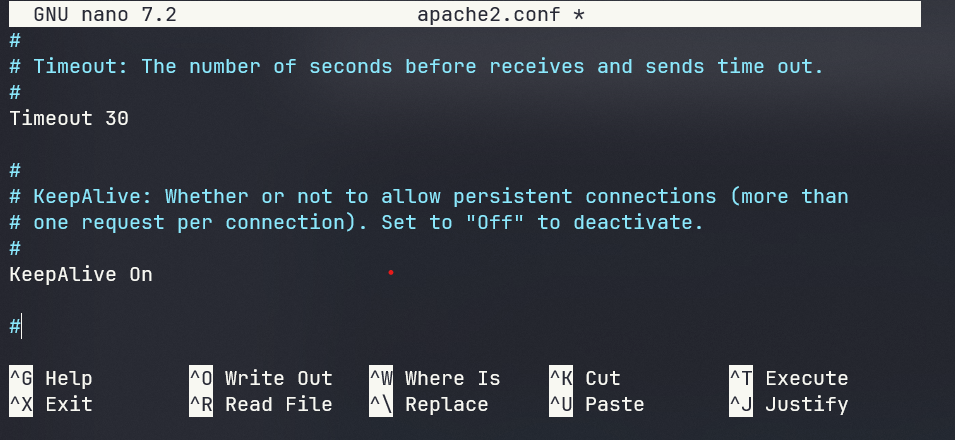 GNU nano 7.2 apache2.conf *
#
# Timeout: The number of seconds before receives and sends time out.
#
Timeout 30
#
# KeepAlive: Whether or not to allow persistent connections (more than
# one request per connection). Set to "Off" to deactivate.
#
KeepAlive On
#
^G Help ^O Write Out ^W Where Is ^K Cut ^T Execute
^X Exit ^R Read File ^\ Replace ^U Paste ^J Justify